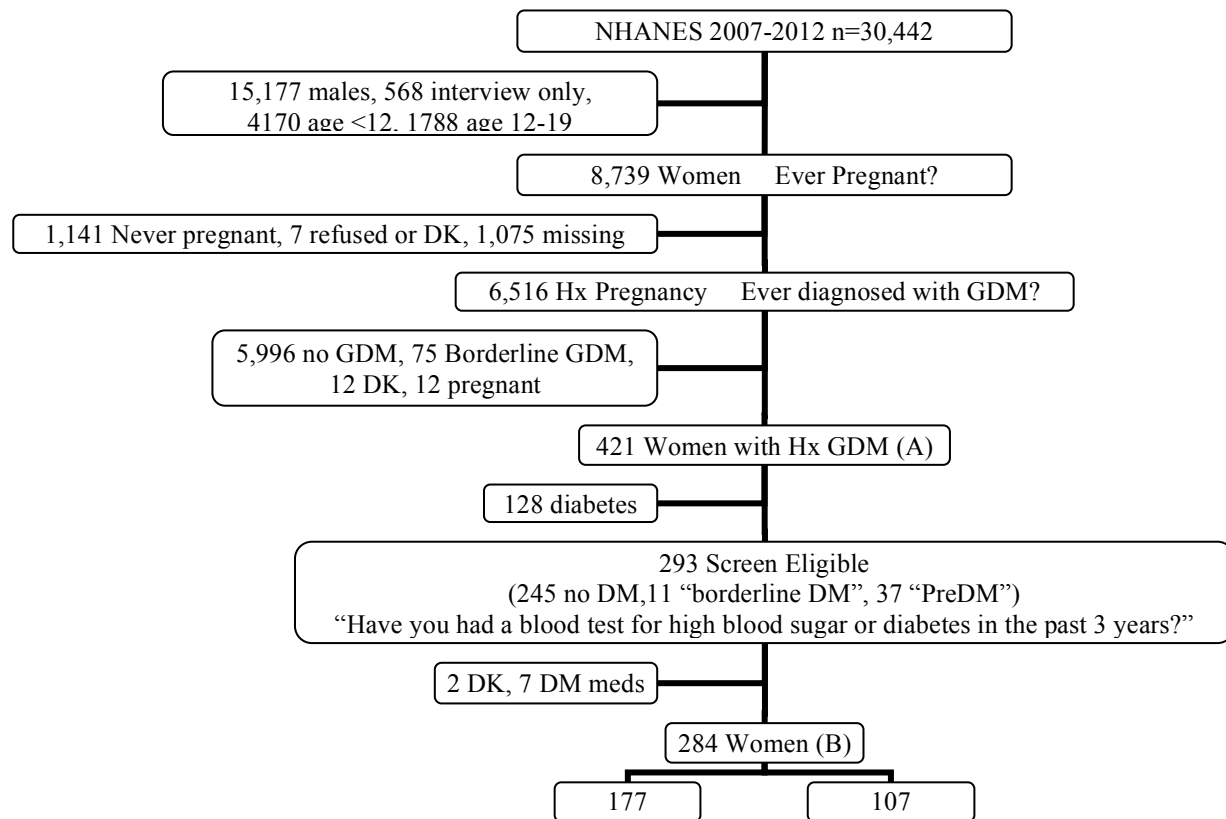 NHANES 2007-2012 n=30,442
15,177 males, 568 interview only,
4170 age <12, 1788 age 12-19
8,739 Women Ever Pregnant?
1,141 Never pregnant, 7 refused or DK, 1,075 missing
6,516 Hx Pregnancy Ever diagnosed with GDM?
5,996 no GDM, 75 Borderline GDM,
12 DK, 12 pregnant
421 Women with Hx GDM (A)
128 diabetes
293 Screen Eligible
(245 no DM,11 “borderline DM”, 37 “PreDM”)
“Have you had a blood test for high blood sugar or diabetes in the past 3 years?”
2 DK, 7 DM meds
284 Women (B)
177
107